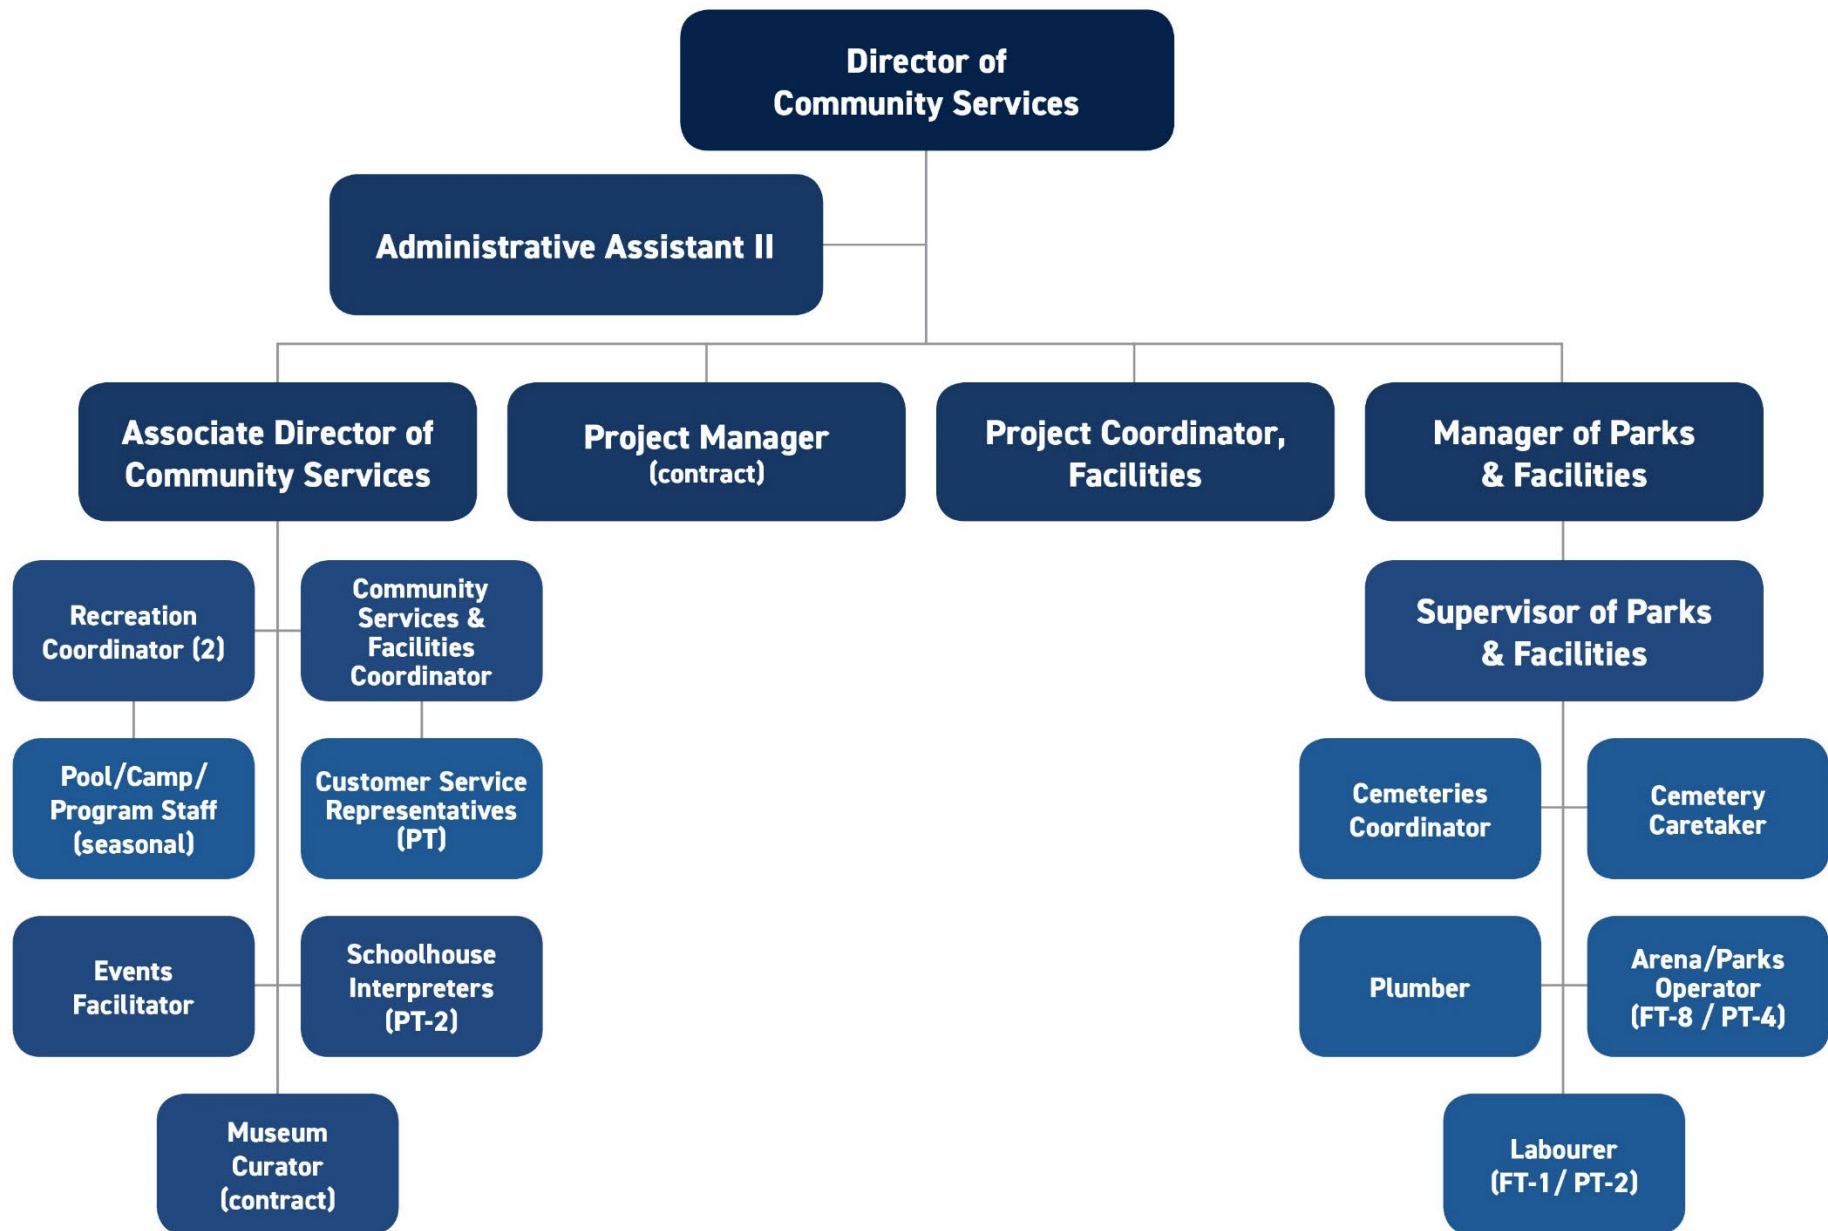 Director of
Community Services
Administrative Assistant II
Associate Director of
Community Services
Project Manager
(contract)
Project Coordinator,
Facilities
Manager of Parks
& Facilities
Recreation
Coordinator (2)
Community
Services &
Facilities
Coordinator
Supervisor of Parks
& Facilities
Pool/Camp/
Program Staff
(seasonal)
Customer Service
Representatives
(PT)
Cemeteries
Coordinator
Cemetery
Caretaker
Events
Facilitator
Schoolhouse
Interpreters
(PT-2)
Plumber
Arena/Parks
Operator
(FT-8 / PT-4)
Museum
Curator
(contract)
Labourer
(FT-1/ PT-2)